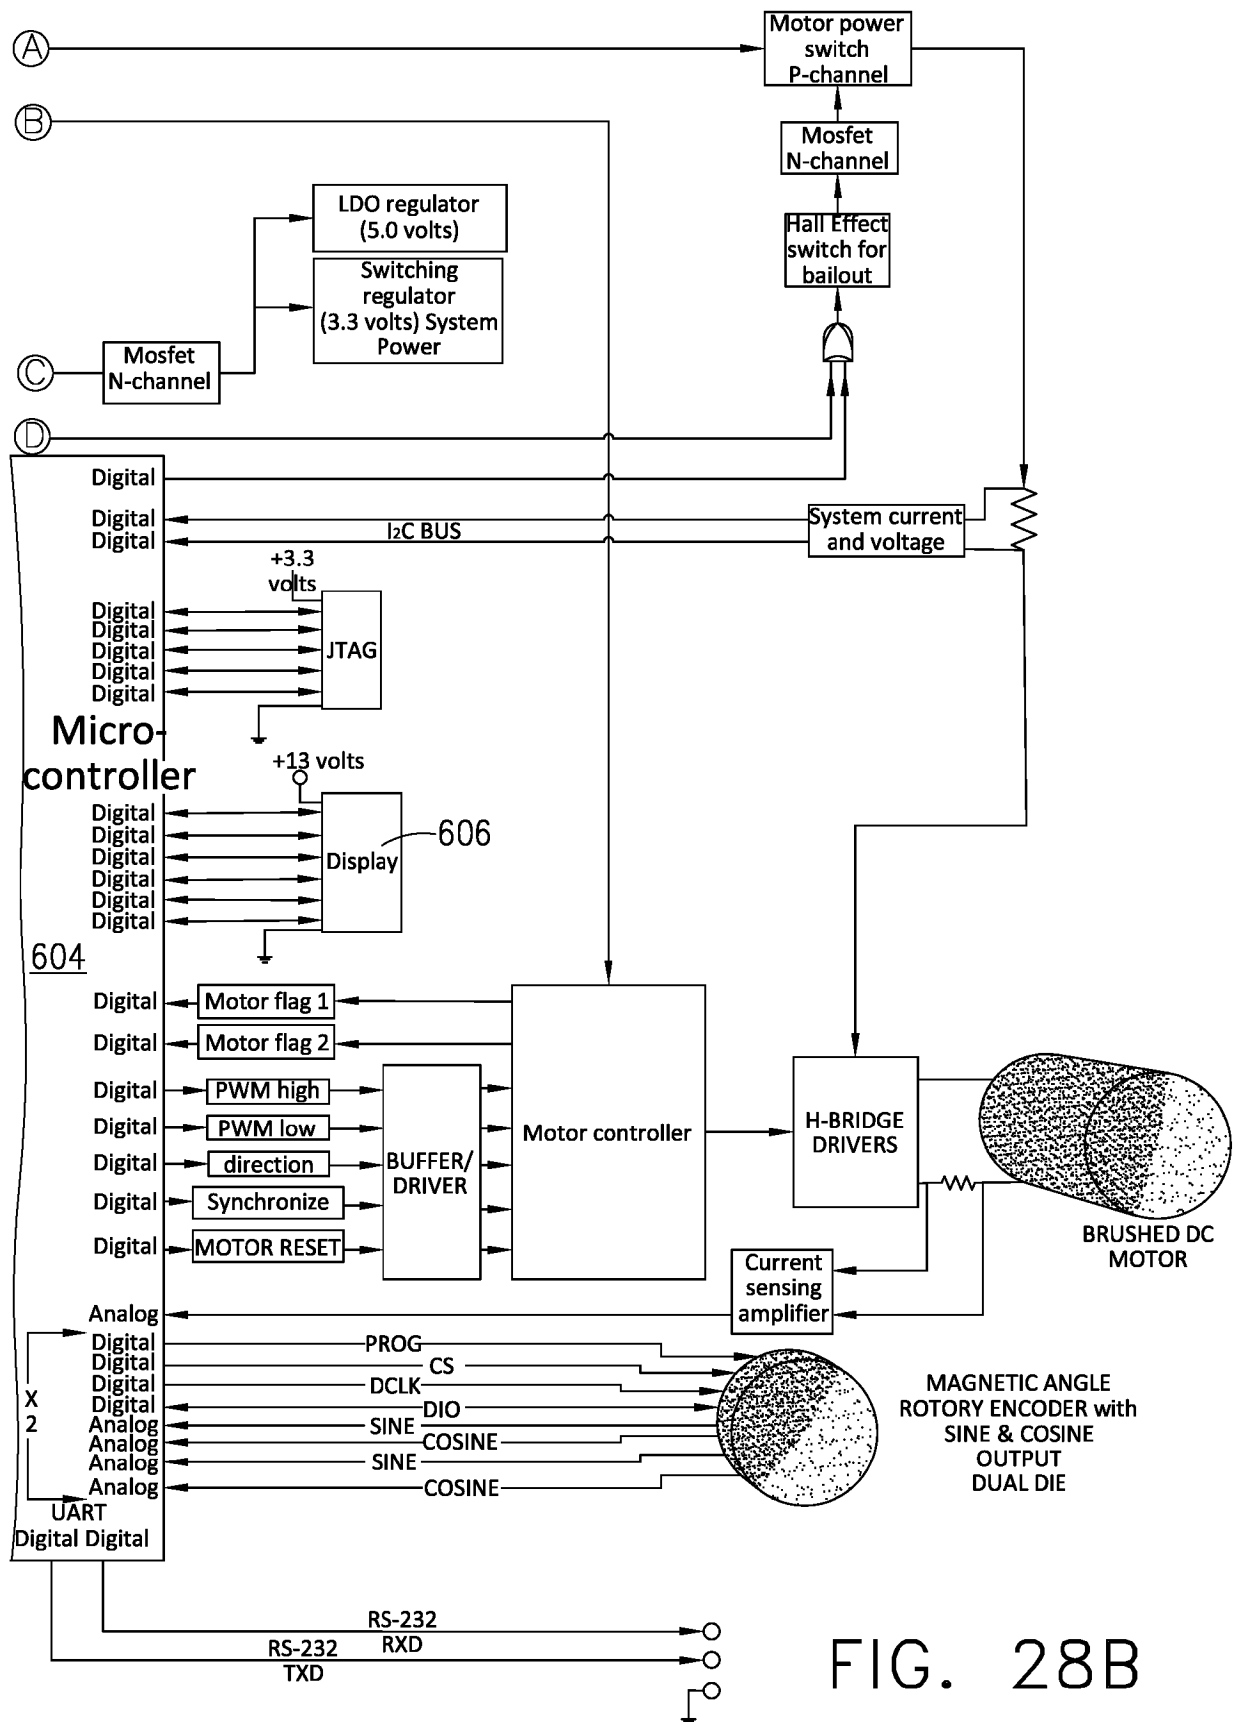 A
Motor power
switch
P-channel
B
Mosfet
N-channel
LDO regulator
(5.0 volts)
Hall Effect
switch for
bailout
Switching
regulator
(3.3 volts) System
Power
C
Mosfet
N-channel
D
Digital
Digital
Digital
I2C BUS
System current
and voltage
+3.3
volts
Digital
Digital
Digital
Digital
Digital
JTAG
Micro-
controller
+13 volts
Digital
Digital
Digital
Digital
Digital
Digital
Display
606
604
Digital
Motor flag 1
Digital
Motor flag 2
Digital
PWM high
Digital
PWM low
Digital
direction
Digital
Synchronize
Digital
MOTOR RESET
BUFFER/
DRIVER
Motor controller
H-BRIDGE
DRIVERS
BRUSHED DC
MOTOR
Current
sensing
amplifier
Analog
Digital
PROG
Digital
CS
Digital
DCLK
Digital
DIO
Analog
SINE
Analog
COSINE
Analog
SINE
Analog
COSINE
X
2
MAGNETIC ANGLE
ROTORY ENCODER with
SINE & COSINE
OUTPUT
DUAL DIE
UART
Digital Digital
RS-232
RXD
RS-232
TXD
FIG. 28B